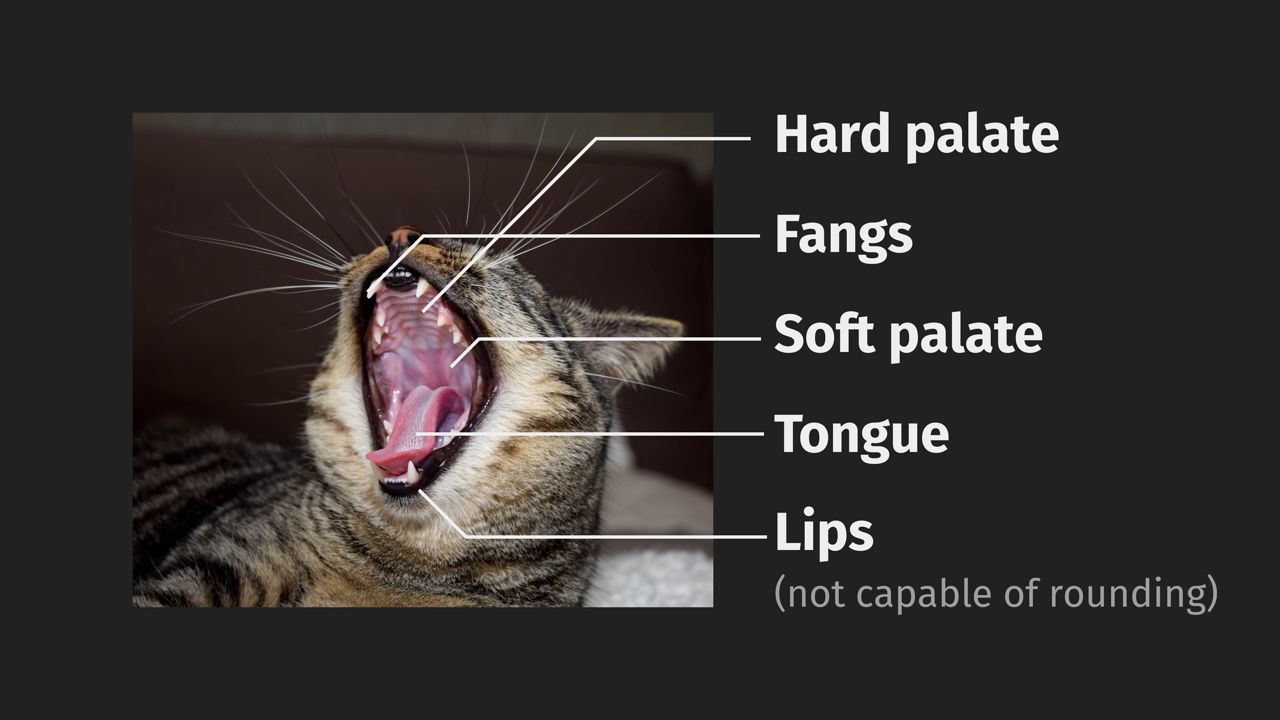 Hard palate
Fangs
Soft palate
Tongue
Lips
(not capable of rounding)